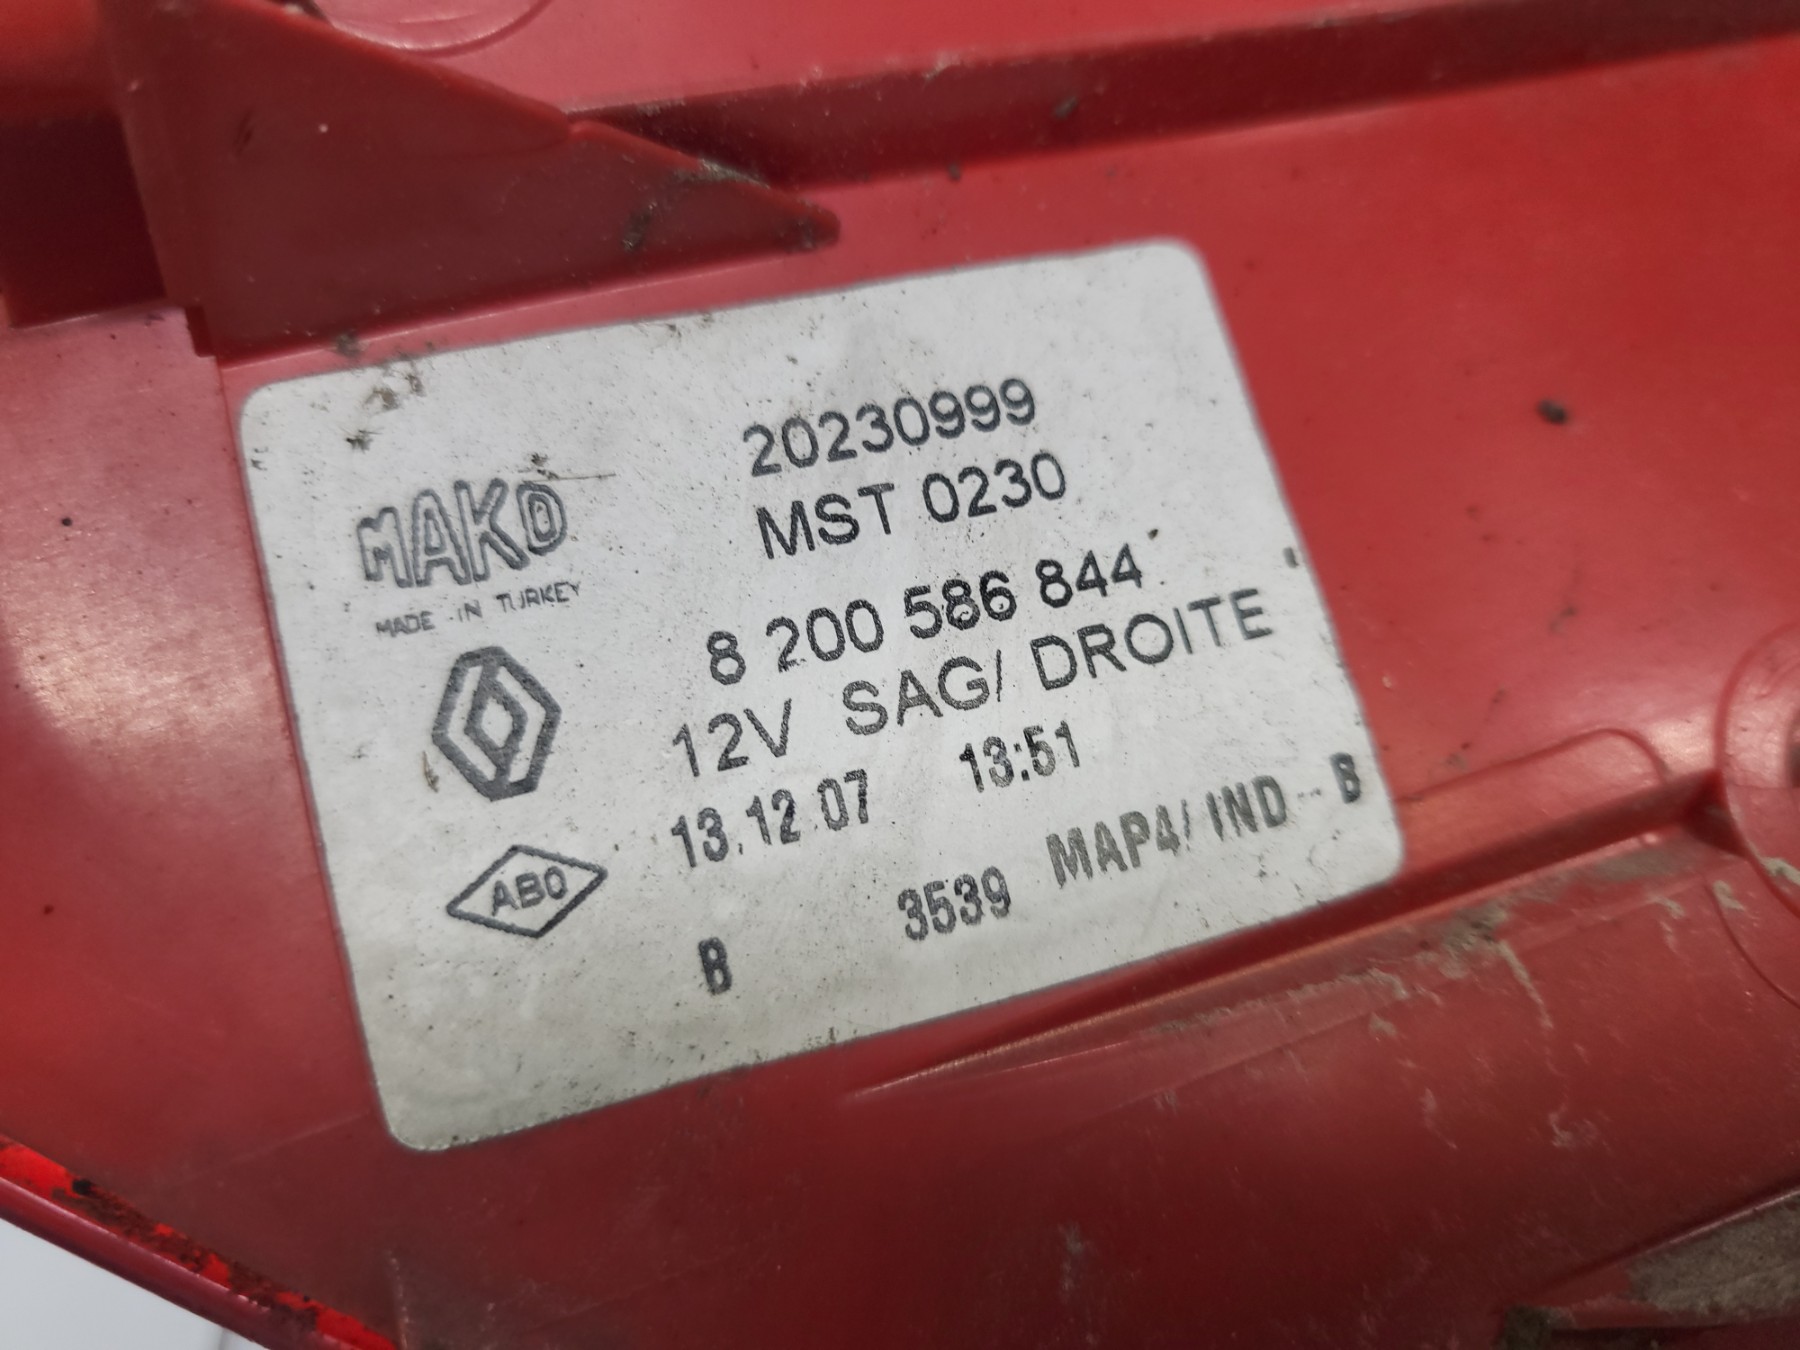 20230999
MST 0230
MAKO
MADE IN TURKEY
8 200 586 844
12V SAG/ DROITE
13.12.07 13:51
ABO
3539 MAP4/ IND - B
B